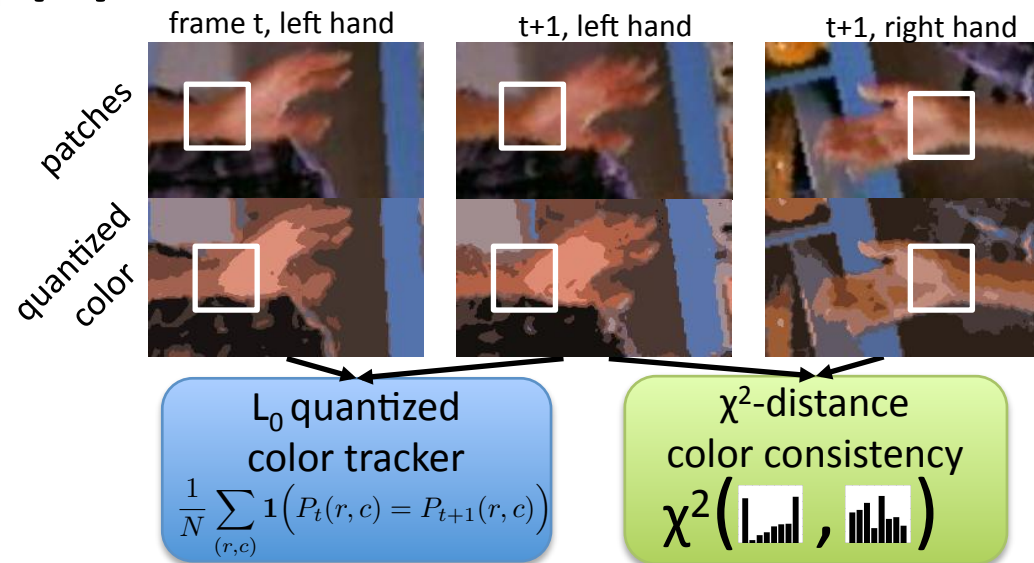 frame t, left hand
t+1, left hand
t+1, right hand
patches
quantized
color
L₀ quantized
color tracker
1/N ∑(r,c) 𝟏(Pₜ(r, c) = Pₜ₊₁(r, c))
χ²-distance
color consistency
χ²( , )